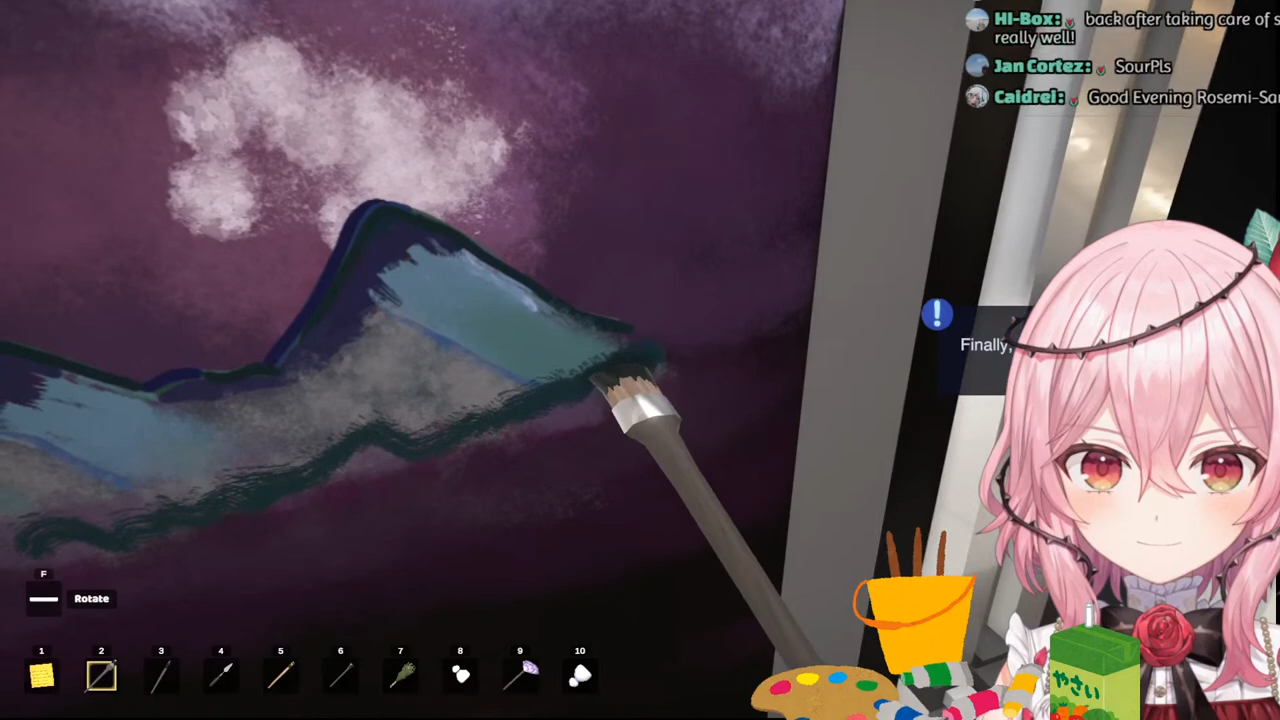 HI-Box: back after taking care of s
really well!
Jan Cortez: SourPls
Caldrel: Good Evening Rosemi-Sa
Finally,
F
Rotate
1 2 3 4 5 6 7 8 9 10
やさい